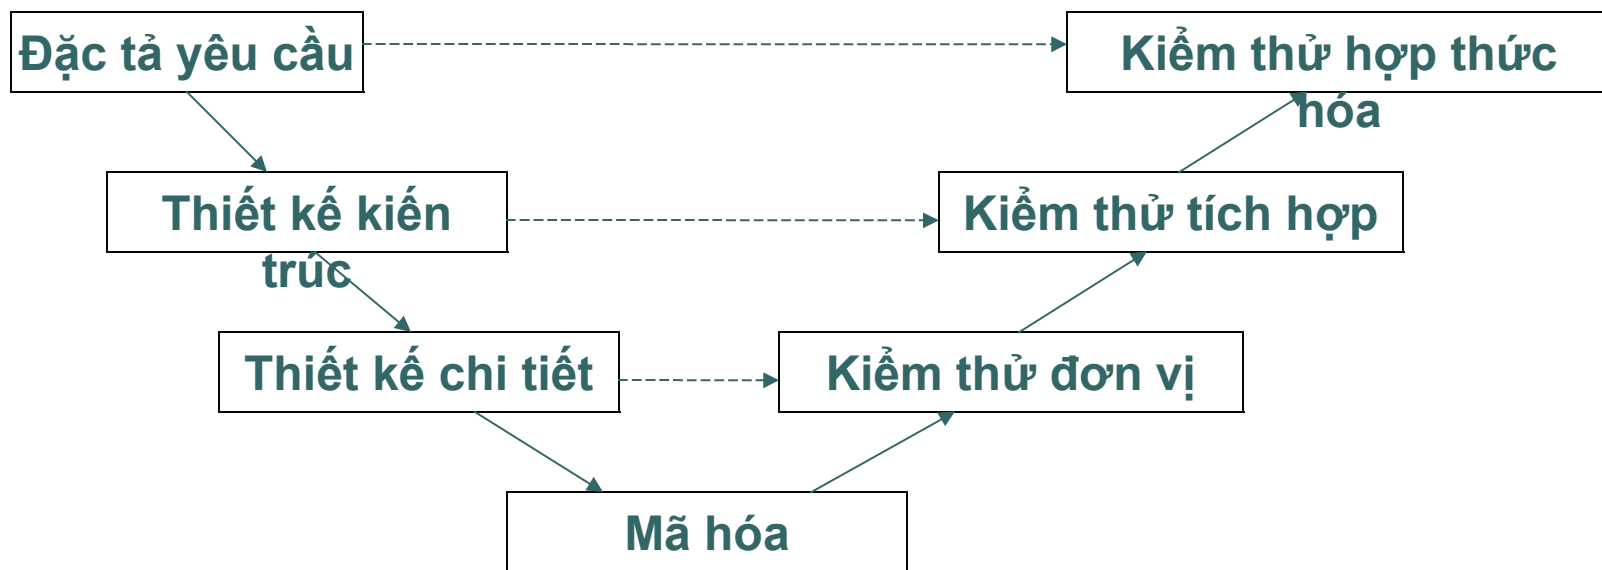 Đặc tả yêu cầu
Kiểm thử hợp thức
hóa
Thiết kế kiến
trúc
Kiểm thử tích hợp
Thiết kế chi tiết
Kiểm thử đơn vị
Mã hóa